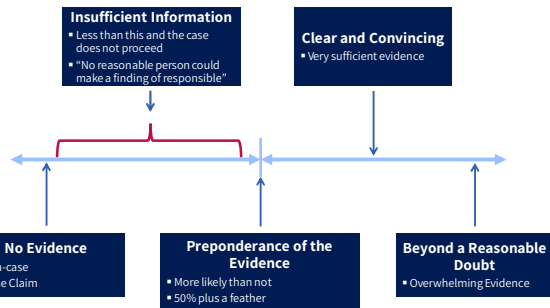 Insufficient Information
▪ Less than this and the case
does not proceed
▪ “No reasonable person could
make a finding of responsible”
Clear and Convincing
▪ Very sufficient evidence
No Evidence
-case
e Claim
Preponderance of the
Evidence
▪ More likely than not
▪ 50% plus a feather
Beyond a Reasonable
Doubt
▪ Overwhelming Evidence